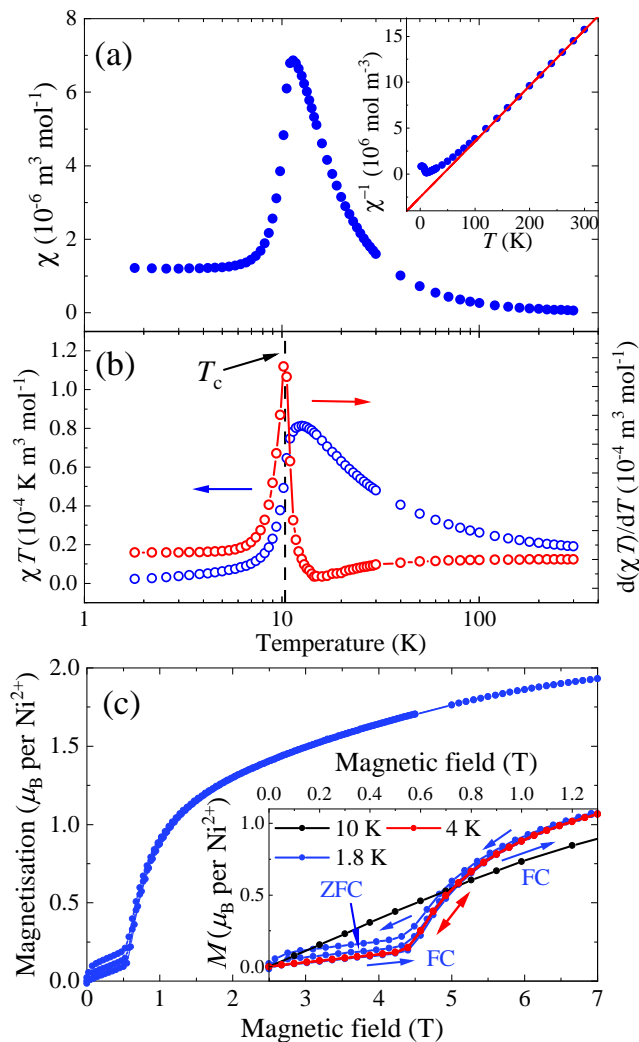 (a)
χ (10⁻⁶ m³ mol⁻¹)
8
6
4
2
0
χ⁻¹ (10⁶ mol m⁻³)
15
10
5
0
0 100 200 300
T (K)
(b)
T_c
χT (10⁻⁴ K m³ mol⁻¹)
1.2
1.0
0.8
0.6
0.4
0.2
0.0
d(χT)/dT (10⁻⁴ m³ mol⁻¹)
1 10 100
Temperature (K)
(c)
Magnetisation (μ_B per Ni²⁺)
2.0
1.5
1.0
0.5
0.0
Magnetic field (T)
0.0 0.2 0.4 0.6 0.8 1.0 1.2
M (μ_B per Ni²⁺)
1.0
0.5
0.0
10 K 4 K
1.8 K
ZFC
FC
FC
0 1 2 3 4 5 6 7
Magnetic field (T)